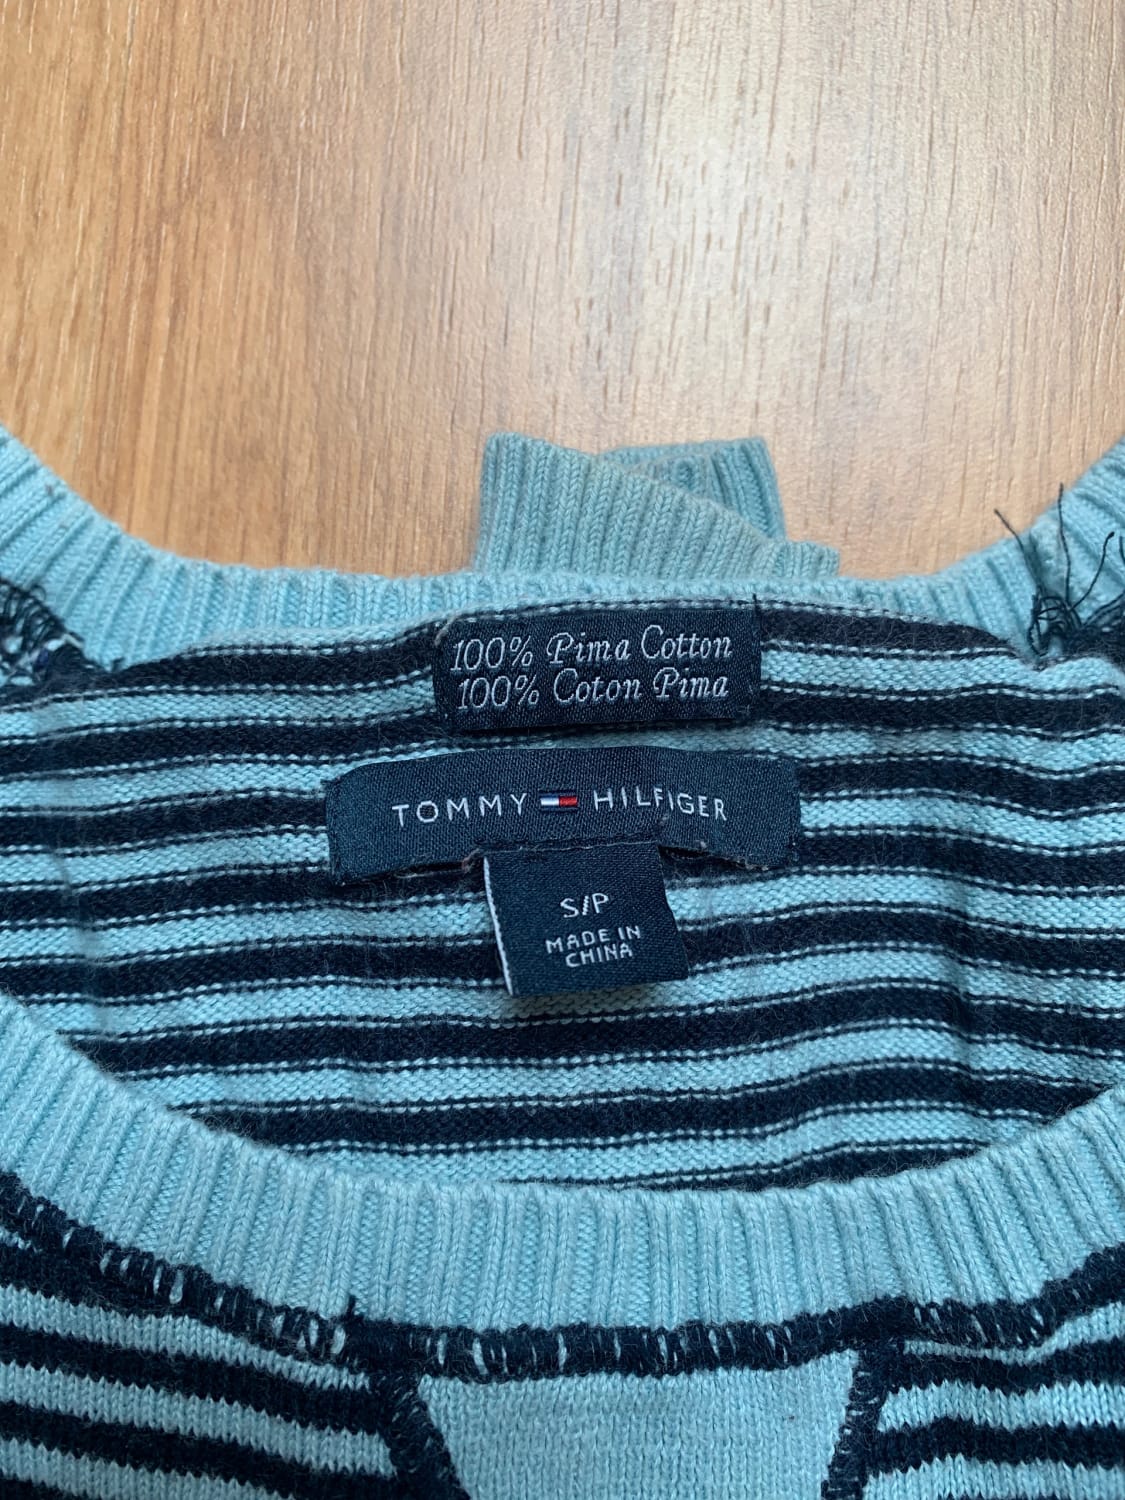 100% Pima Cotton
100% Coton Pima
TOMMY HILFIGER
S/P
MADE IN
CHINA